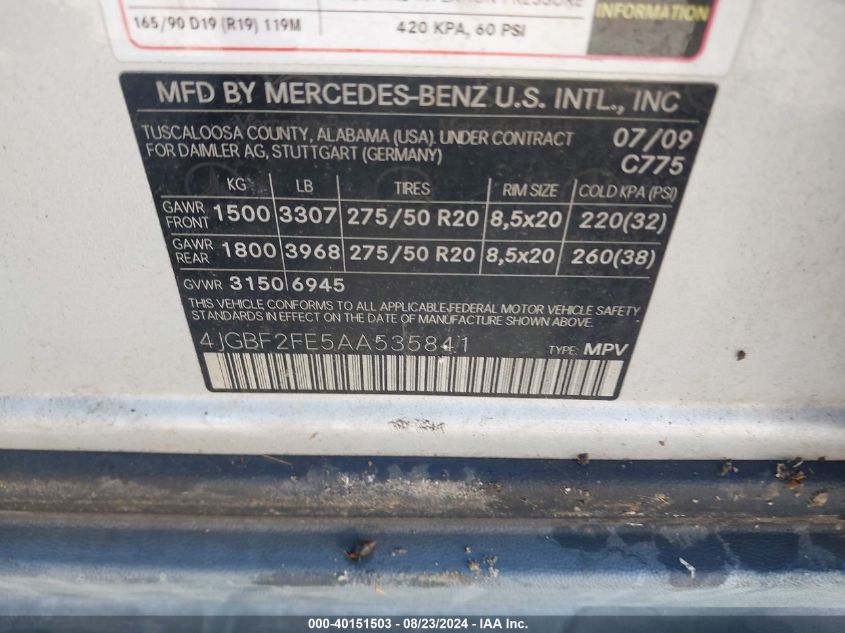 165/90 D19 (R19) 119M 420 KPA, 60 PSI
INFORMATION
MFD BY MERCEDES-BENZ U.S. INTL., INC
TUSCALOOSA COUNTY, ALABAMA (USA) UNDER CONTRACT
FOR DAIMLER AG, STUTTGART (GERMANY)
07/09
C775
KG LB TIRES RIM SIZE COLD KPA (PSI)
GAWR FRONT 1500 3307 275/50 R20 8,5x20 220(32)
GAWR REAR 1800 3968 275/50 R20 8,5x20 260(38)
GVWR 3150 6945
THIS VEHICLE CONFORMS TO ALL APPLICABLE FEDERAL MOTOR VEHICLE SAFETY
STANDARDS IN EFFECT ON THE DATE OF MANUFACTURE SHOWN ABOVE.
4JGBF2FE5AA535841 TYPE: MPV
000-40151503 - 08/23/2024 - IAA Inc.